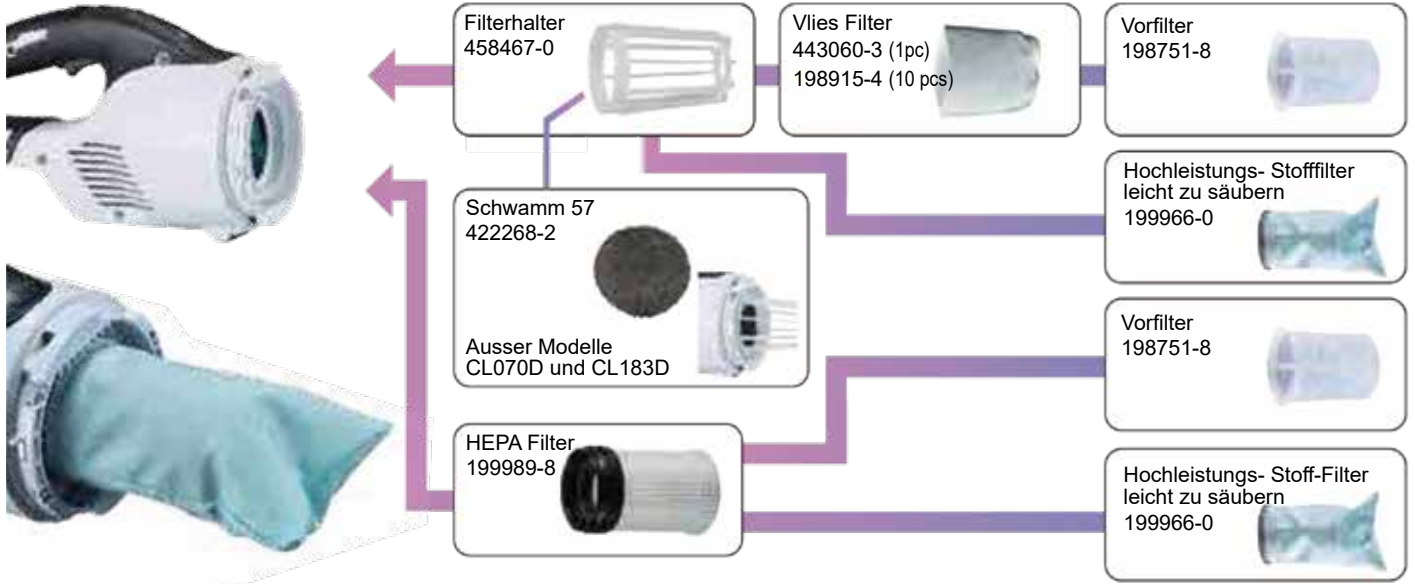 Filterhalter
458467-0
Vlies Filter
443060-3 (1pc)
198915-4 (10 pcs)
Vorfilter
198751-8
Hochleistungs- Stofffilter
leicht zu säubern
199966-0
Schwamm 57
422268-2
Ausser Modelle
CL070D und CL183D
Vorfilter
198751-8
HEPA Filter
199989-8
Hochleistungs- Stoff-Filter
leicht zu säubern
199966-0